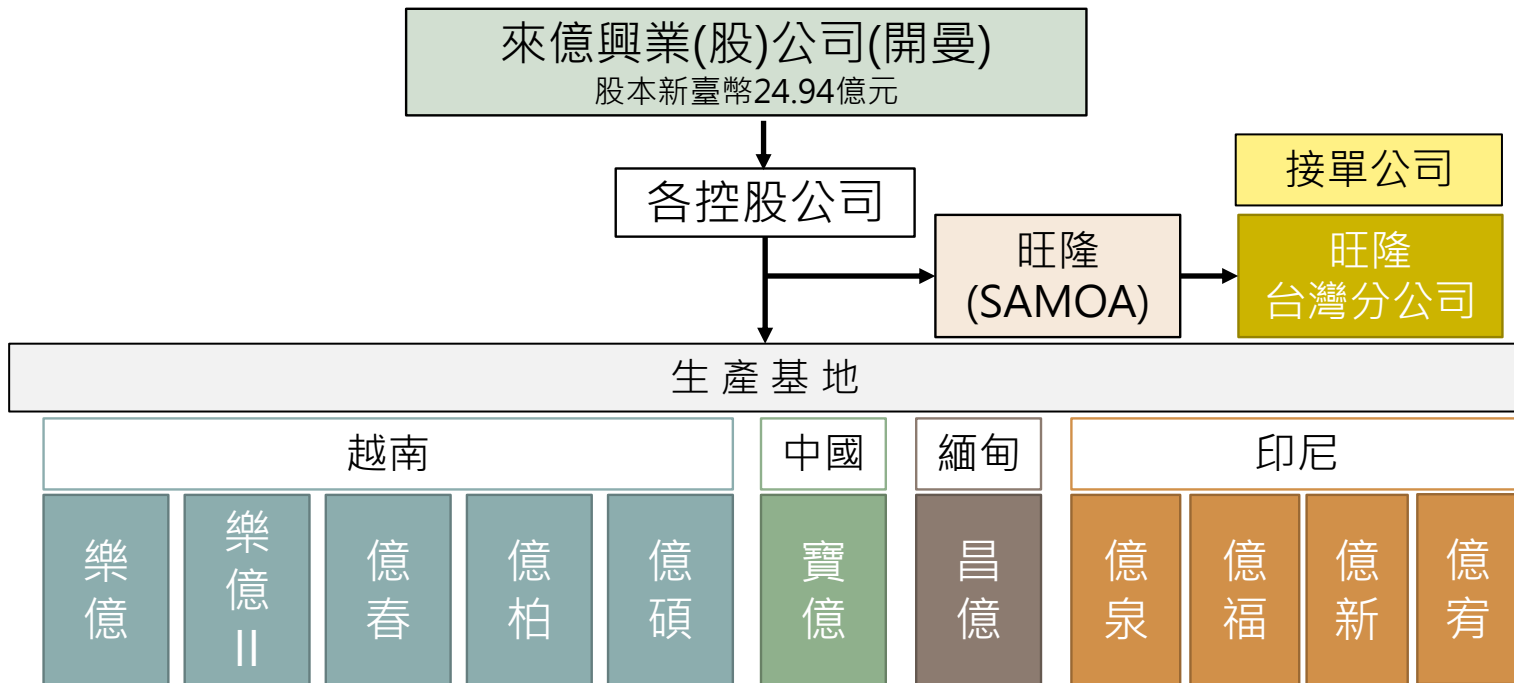 來億興業(股)公司(開曼)
股本新臺幣24.94億元
各控股公司
接單公司
旺隆
(SAMOA)
旺隆
台灣分公司
生產基地
越南
中國
緬甸
印尼
樂億
樂億II
億春
億柏
億碩
寶億
昌億
億泉
億福
億新
億宥